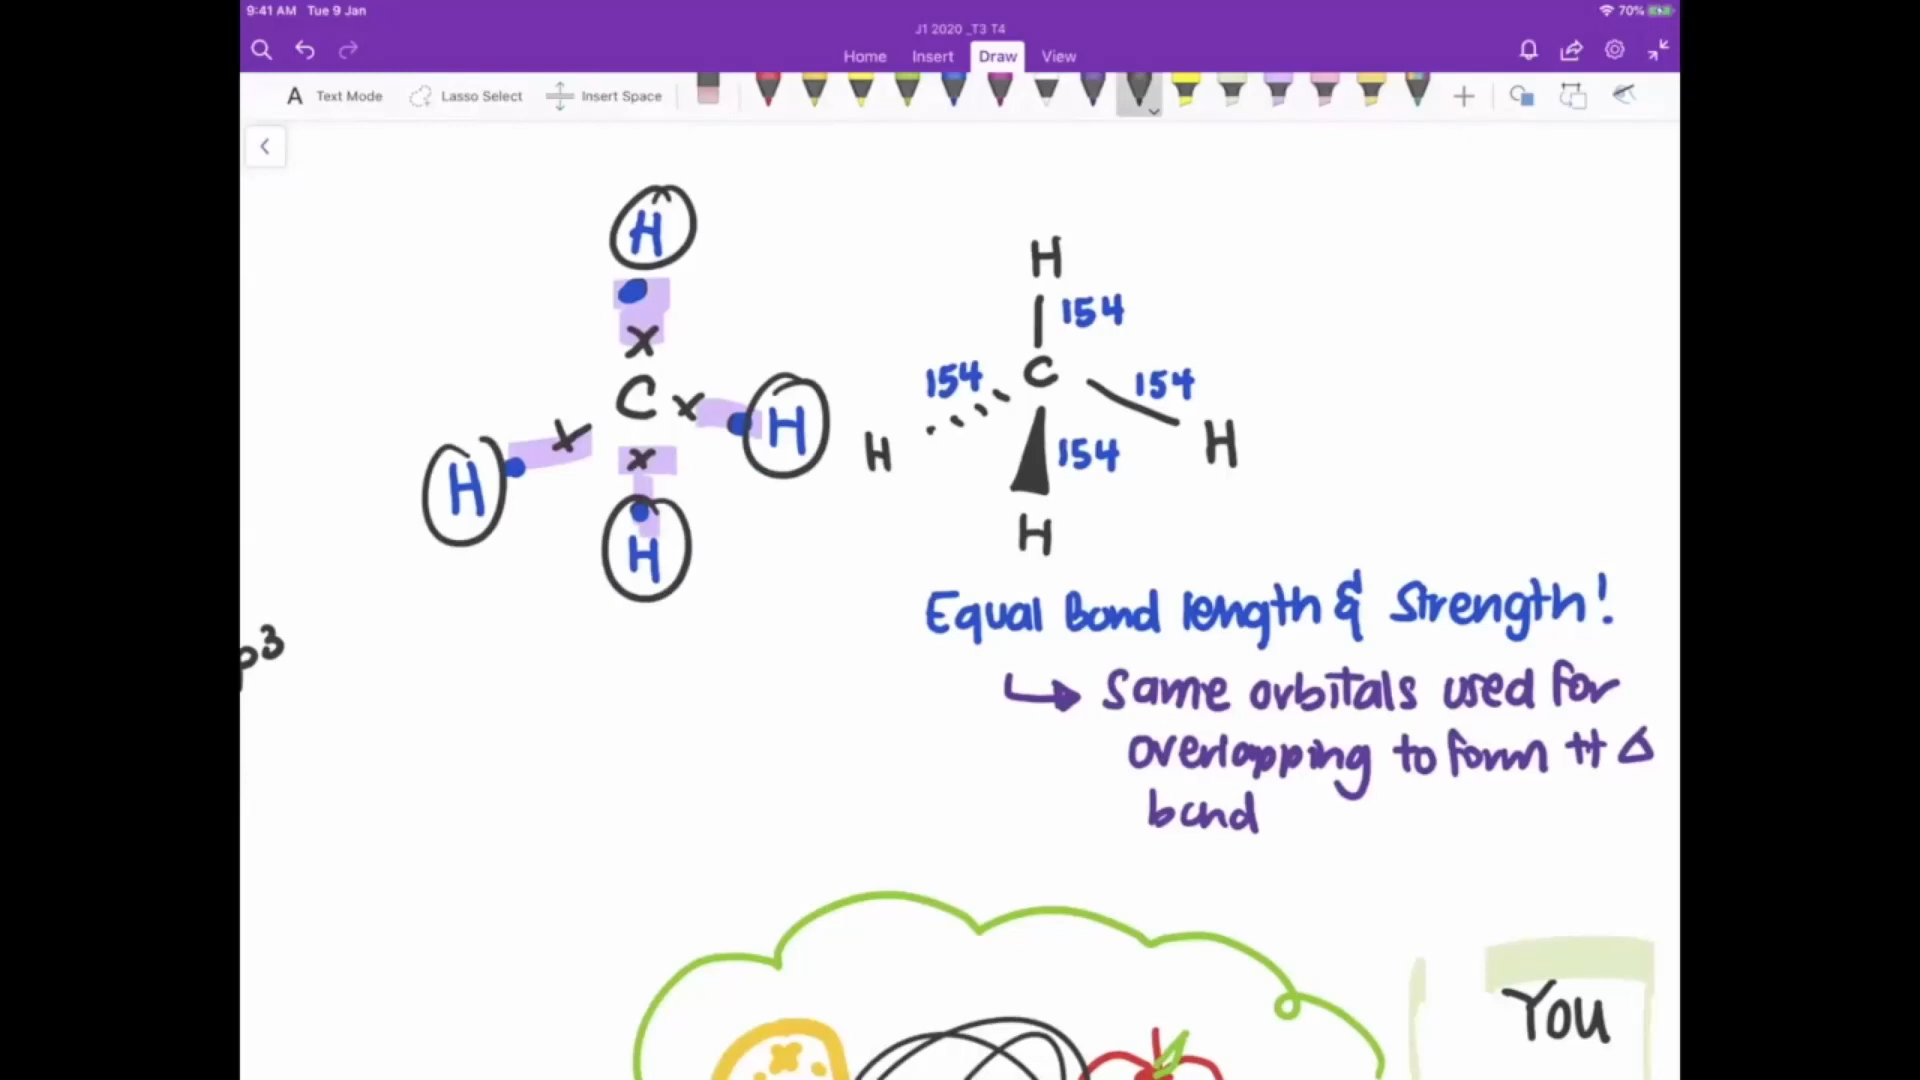 9:41 AM Tue 9 Jan
70%
J1 2020 _T3 T4
Home Insert Draw View
A Text Mode Lasso Select Insert Space
H
x
C x H
H x
x
H
H
154
C
154 154
H H
154
H
Equal Bond length & Strength!
p3
↳ Same orbitals used for
overlapping to form
bond
You